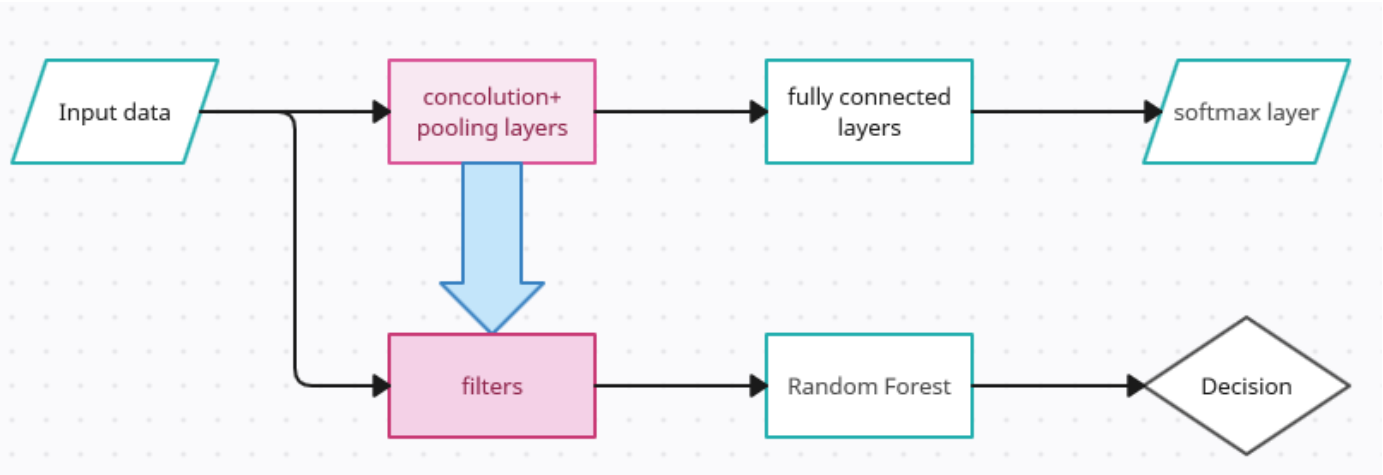 Input data
concolution+
pooling layers
fully connected
layers
softmax layer
filters
Random Forest
Decision